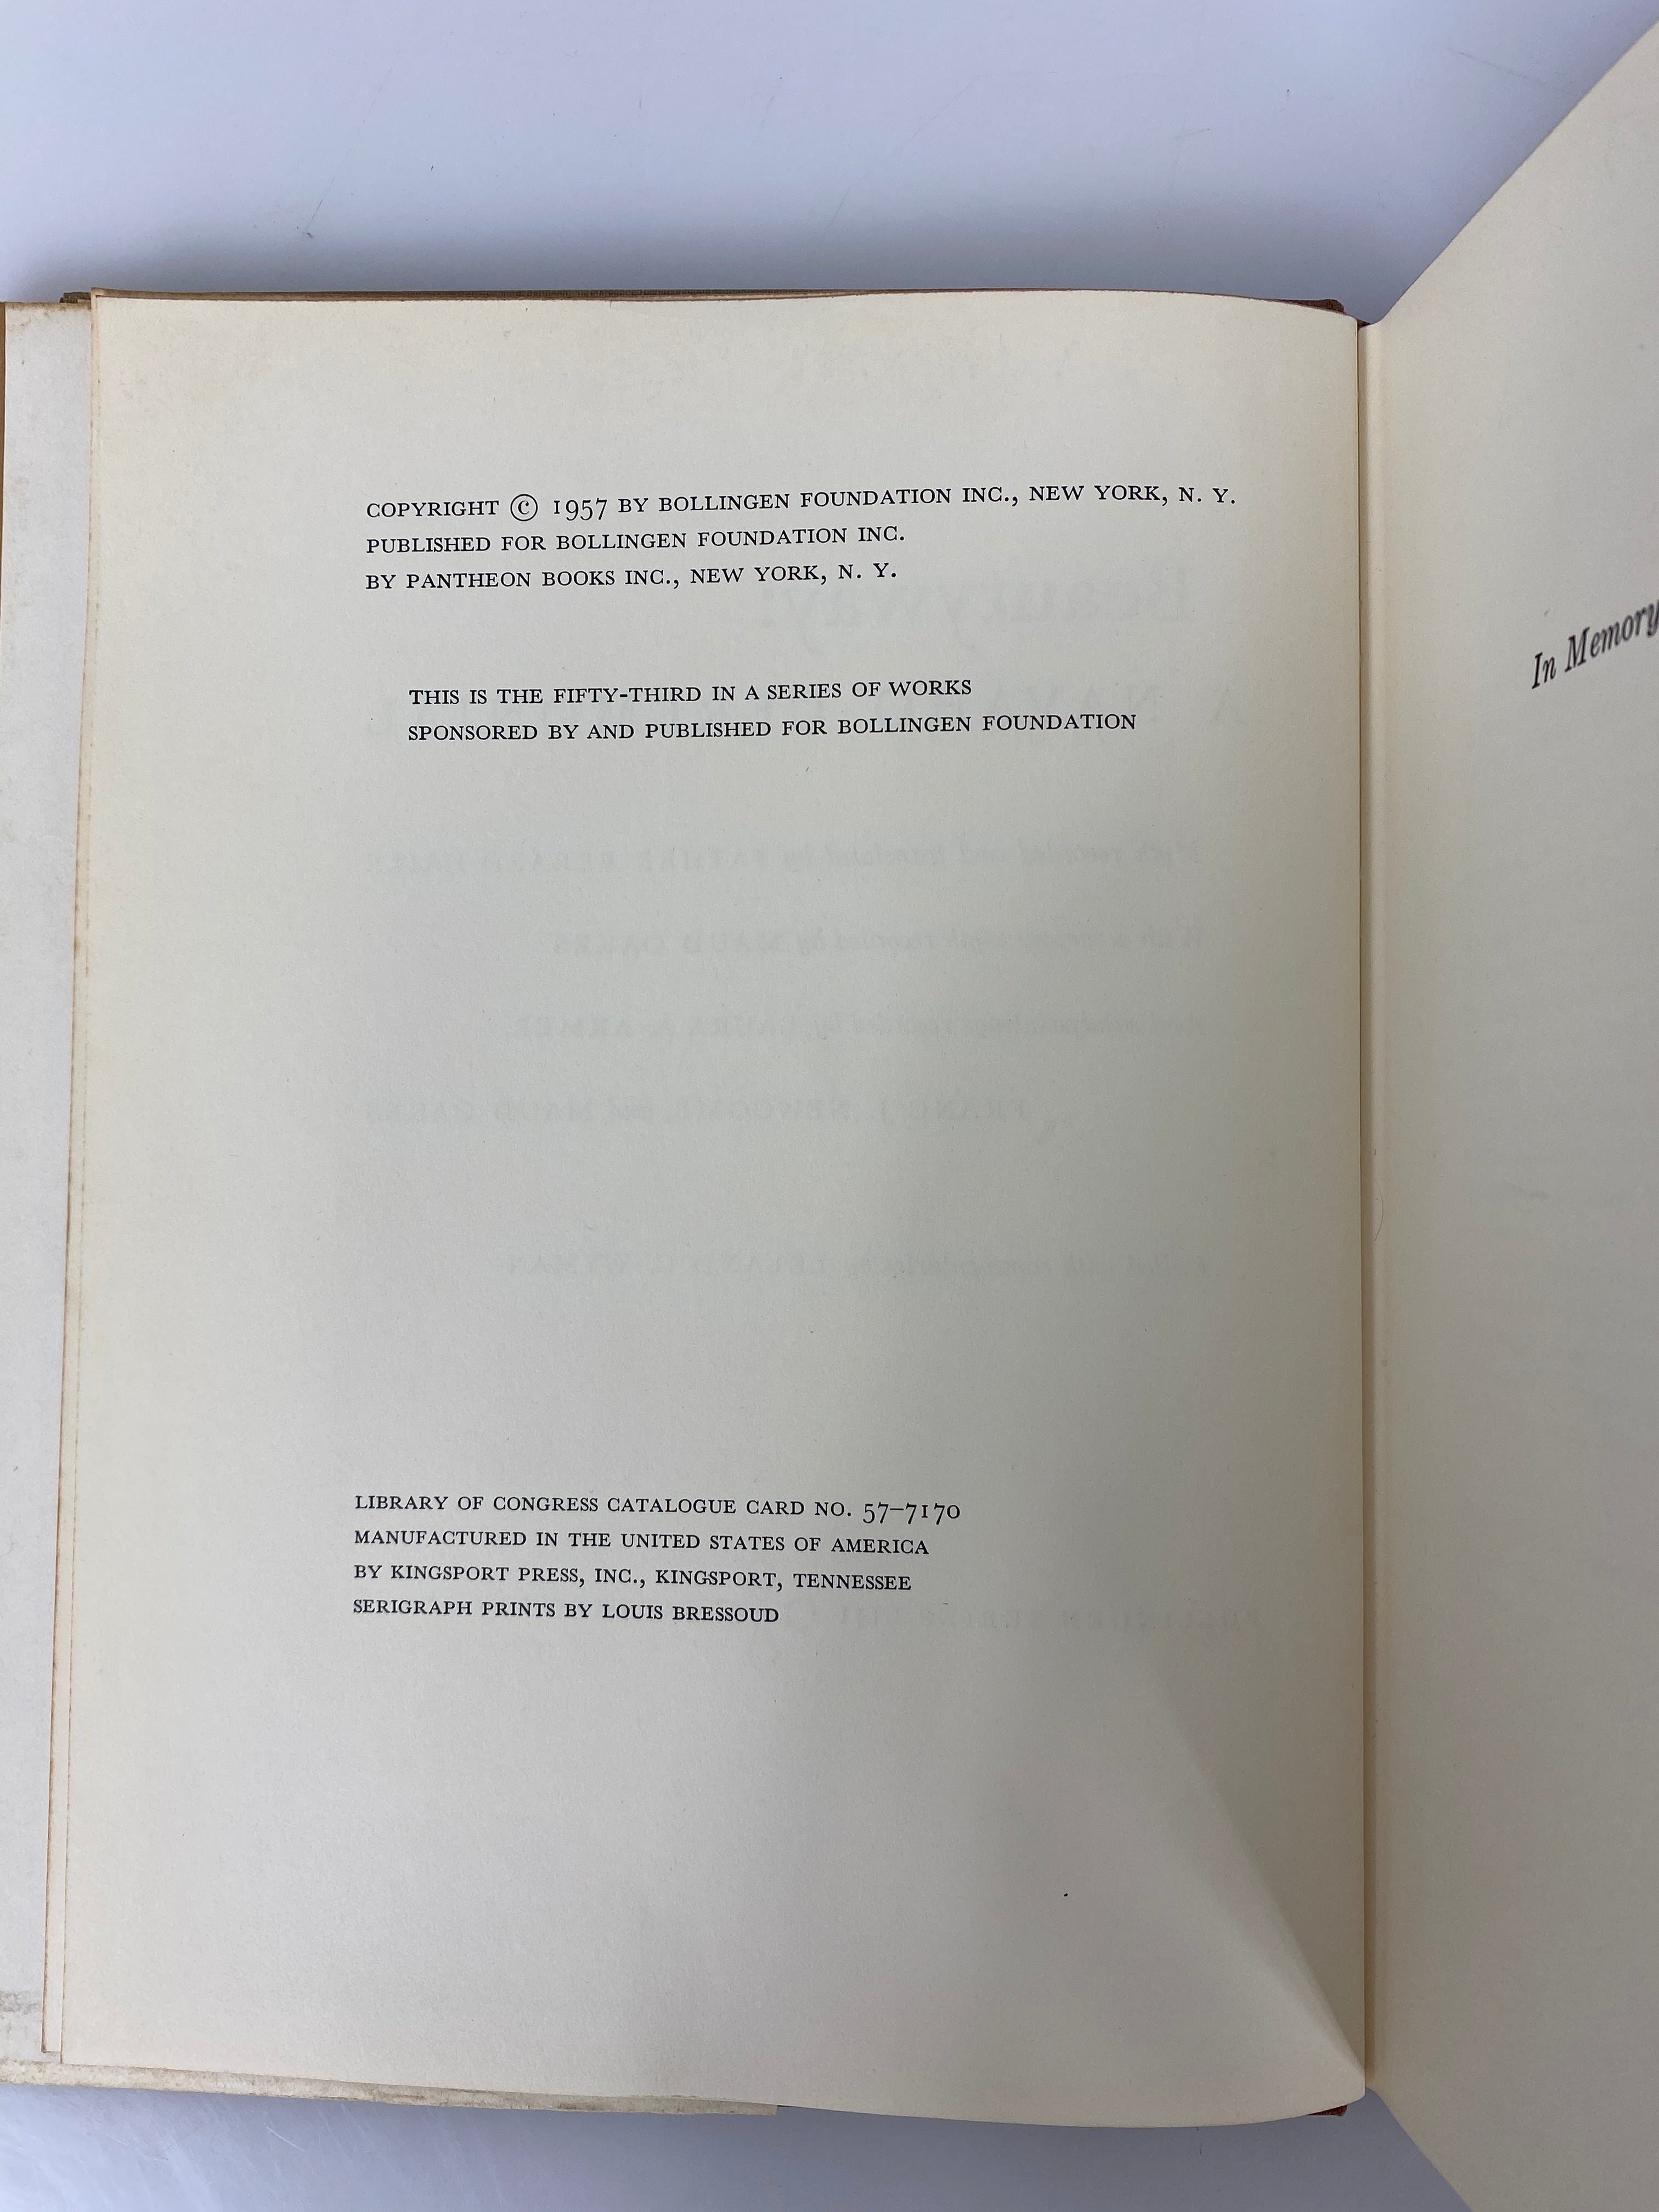 COPYRIGHT © 1957 BY BOLLINGEN FOUNDATION INC., NEW YORK, N. Y.
PUBLISHED FOR BOLLINGEN FOUNDATION INC.
BY PANTHEON BOOKS INC., NEW YORK, N. Y.
THIS IS THE FIFTY-THIRD IN A SERIES OF WORKS
SPONSORED BY AND PUBLISHED FOR BOLLINGEN FOUNDATION
LIBRARY OF CONGRESS CATALOGUE CARD NO. 57–7170
MANUFACTURED IN THE UNITED STATES OF AMERICA
BY KINGSPORT PRESS, INC., KINGSPORT, TENNESSEE
SERIGRAPH PRINTS BY LOUIS BRESSOUD
In Memory